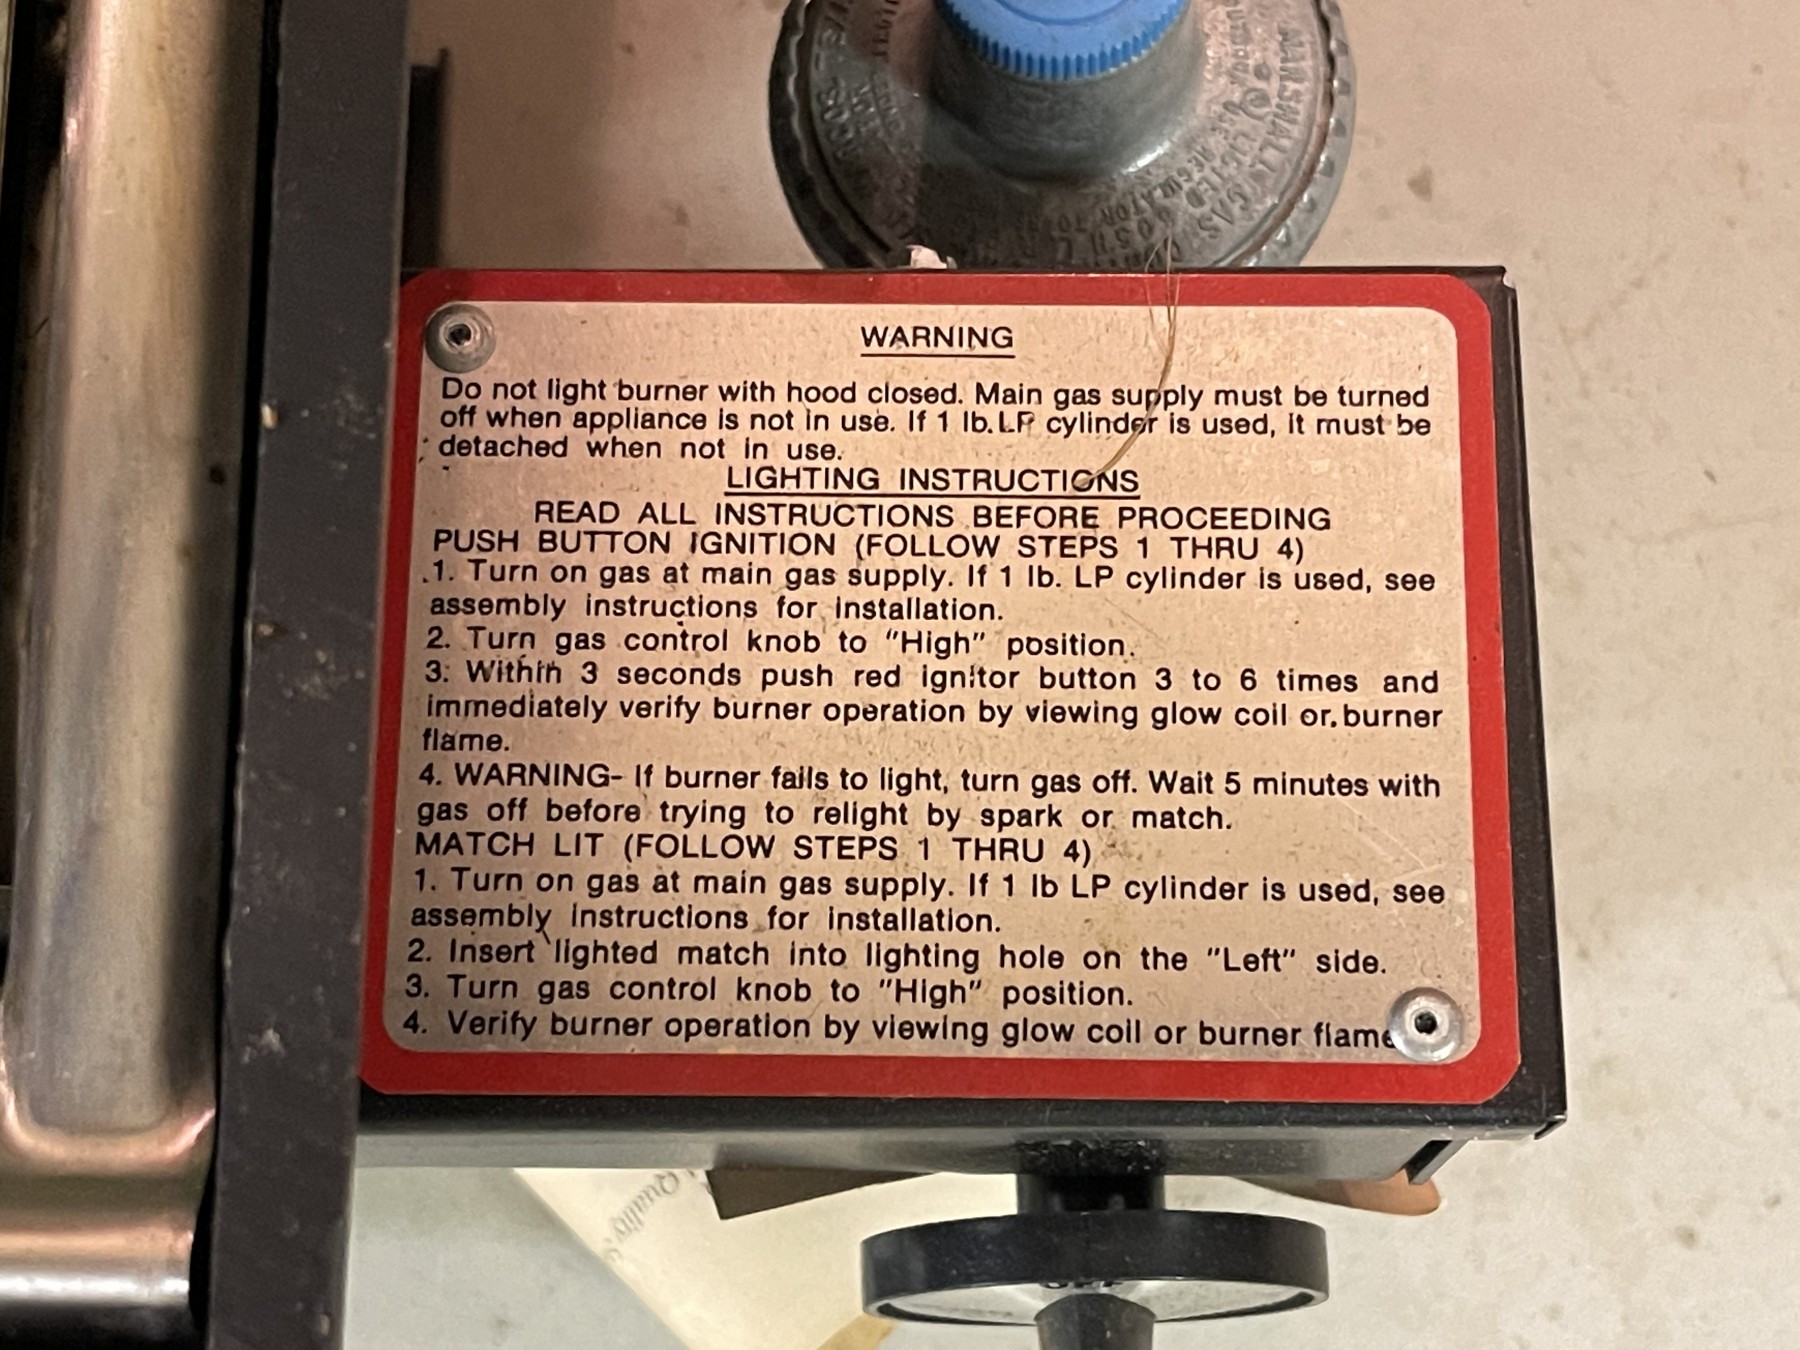 MARSHALL GAS
LISTED
WARNING
Do not light burner with hood closed. Main gas supply must be turned
off when appliance is not in use. If 1 lb. LP cylinder is used, it must be
detached when not in use.
LIGHTING INSTRUCTIONS
READ ALL INSTRUCTIONS BEFORE PROCEEDING
PUSH BUTTON IGNITION (FOLLOW STEPS 1 THRU 4)
1. Turn on gas at main gas supply. If 1 lb. LP cylinder is used, see
assembly instructions for installation.
2. Turn gas control knob to "High" position.
3. Within 3 seconds push red ignitor button 3 to 6 times and
immediately verify burner operation by viewing glow coil or burner
flame.
4. WARNING- If burner fails to light, turn gas off. Wait 5 minutes with
gas off before trying to relight by spark or match.
MATCH LIT (FOLLOW STEPS 1 THRU 4)
1. Turn on gas at main gas supply. If 1 lb LP cylinder is used, see
assembly instructions for installation.
2. Insert lighted match into lighting hole on the "Left" side.
3. Turn gas control knob to "High" position.
4. Verify burner operation by viewing glow coil or burner flame
Quality